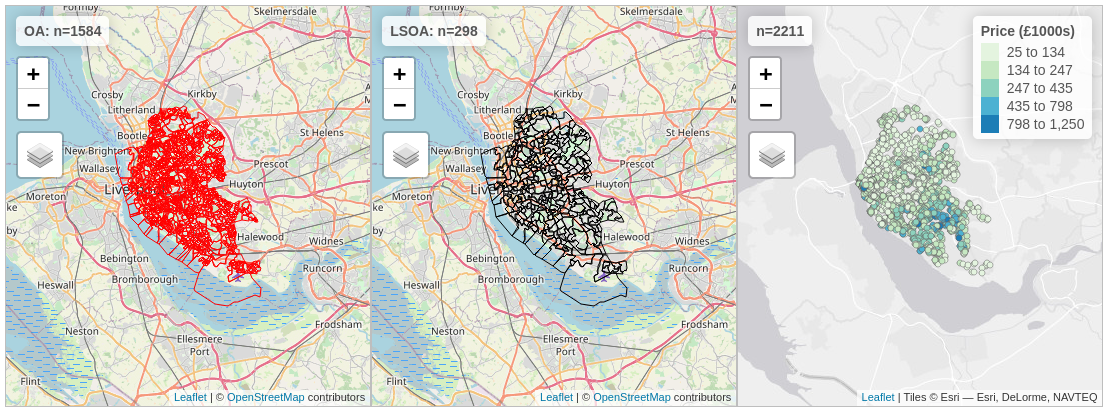 OA: n=1584
+
−
Formby
Skelmersdale
Crosby
Kirkby
Litherland
Bootle
St Helens
New Brighton
Wallasey
Prescot
Moreton
Huyton
ke
by
Halewood
Widnes
Bebington
Runcorn
Bromborough
Heswall
Frodsham
Neston
Ellesmere
Port
Flint
Leaflet | © OpenStreetMap contributors
LSOA: n=298
+
−
Formby
Skelmersdale
Crosby
Kirkby
Litherland
Bootle
St Helens
New Brighton
Wallasey
Prescot
Moreton
Huyton
ke
by
Halewood
Widnes
Bebington
Runcorn
Bromborough
Heswall
Frodsham
Neston
Ellesmere
Port
Flint
Leaflet | © OpenStreetMap contributors
n=2211
+
−
Price (£1000s)
25 to 134
134 to 247
247 to 435
435 to 798
798 to 1,250
Leaflet | Tiles © Esri — Esri, DeLorme, NAVTEQ